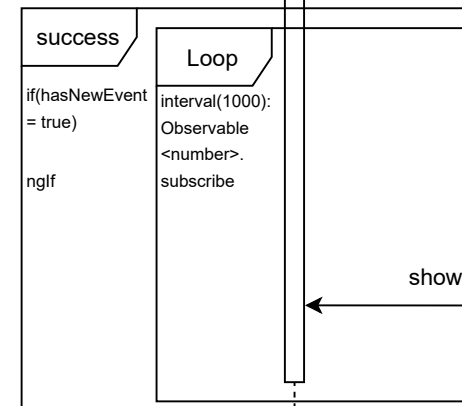 success
Loop
if(hasNewEvent
= true)
ngIf
interval(1000):
Observable
<number>.
subscribe
show